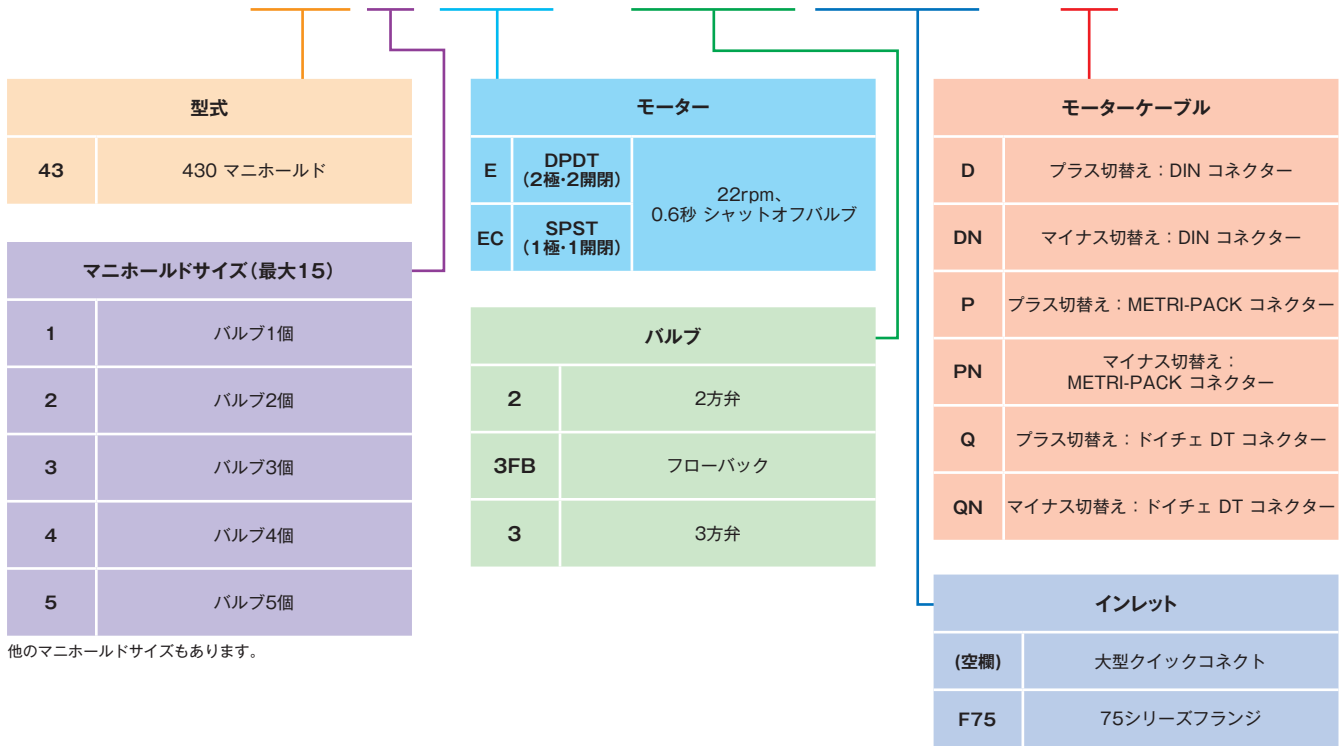 型式
43 430 マニホールド
マニホールドサイズ(最大15)
1 バルブ1個
2 バルブ2個
3 バルブ3個
4 バルブ4個
5 バルブ5個
他のマニホールドサイズもあります。
モーター
E DPDT
(2極・2開閉)
EC SPST
(1極・1開閉)
22rpm、
0.6秒 シャットオフバルブ
バルブ
2 2方弁
3FB フローバック
3 3方弁
モーターケーブル
D プラス切替え：DIN コネクター
DN マイナス切替え：DIN コネクター
P プラス切替え：METRI-PACK コネクター
PN マイナス切替え：
METRI-PACK コネクター
Q プラス切替え：ドイチェ DT コネクター
QN マイナス切替え：ドイチェ DT コネクター
インレット
(空欄) 大型クイックコネクト
F75 75シリーズフランジ